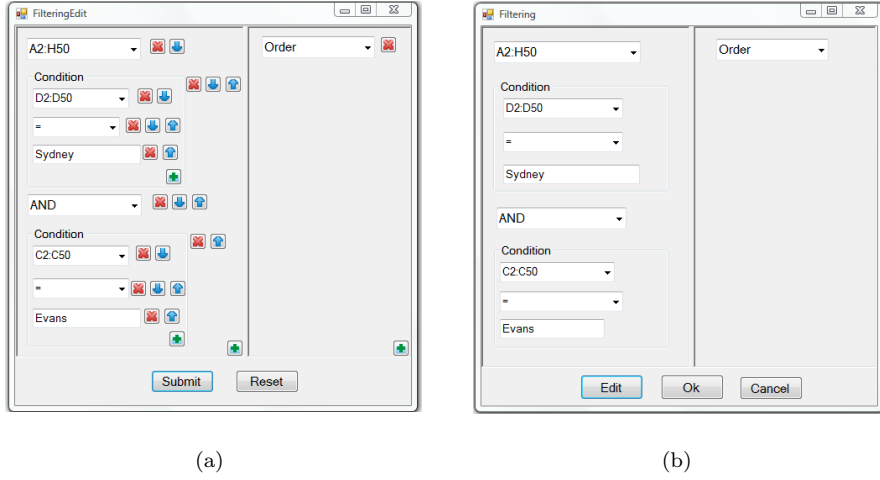 FilteringEdit
A2:H50
Order
Condition
D2:D50
=
Sydney
AND
Condition
C2:C50
=
Evans
Submit
Reset
(a)
Filtering
A2:H50
Order
Condition
D2:D50
=
Sydney
AND
Condition
C2:C50
=
Evans
Edit
Ok
Cancel
(b)